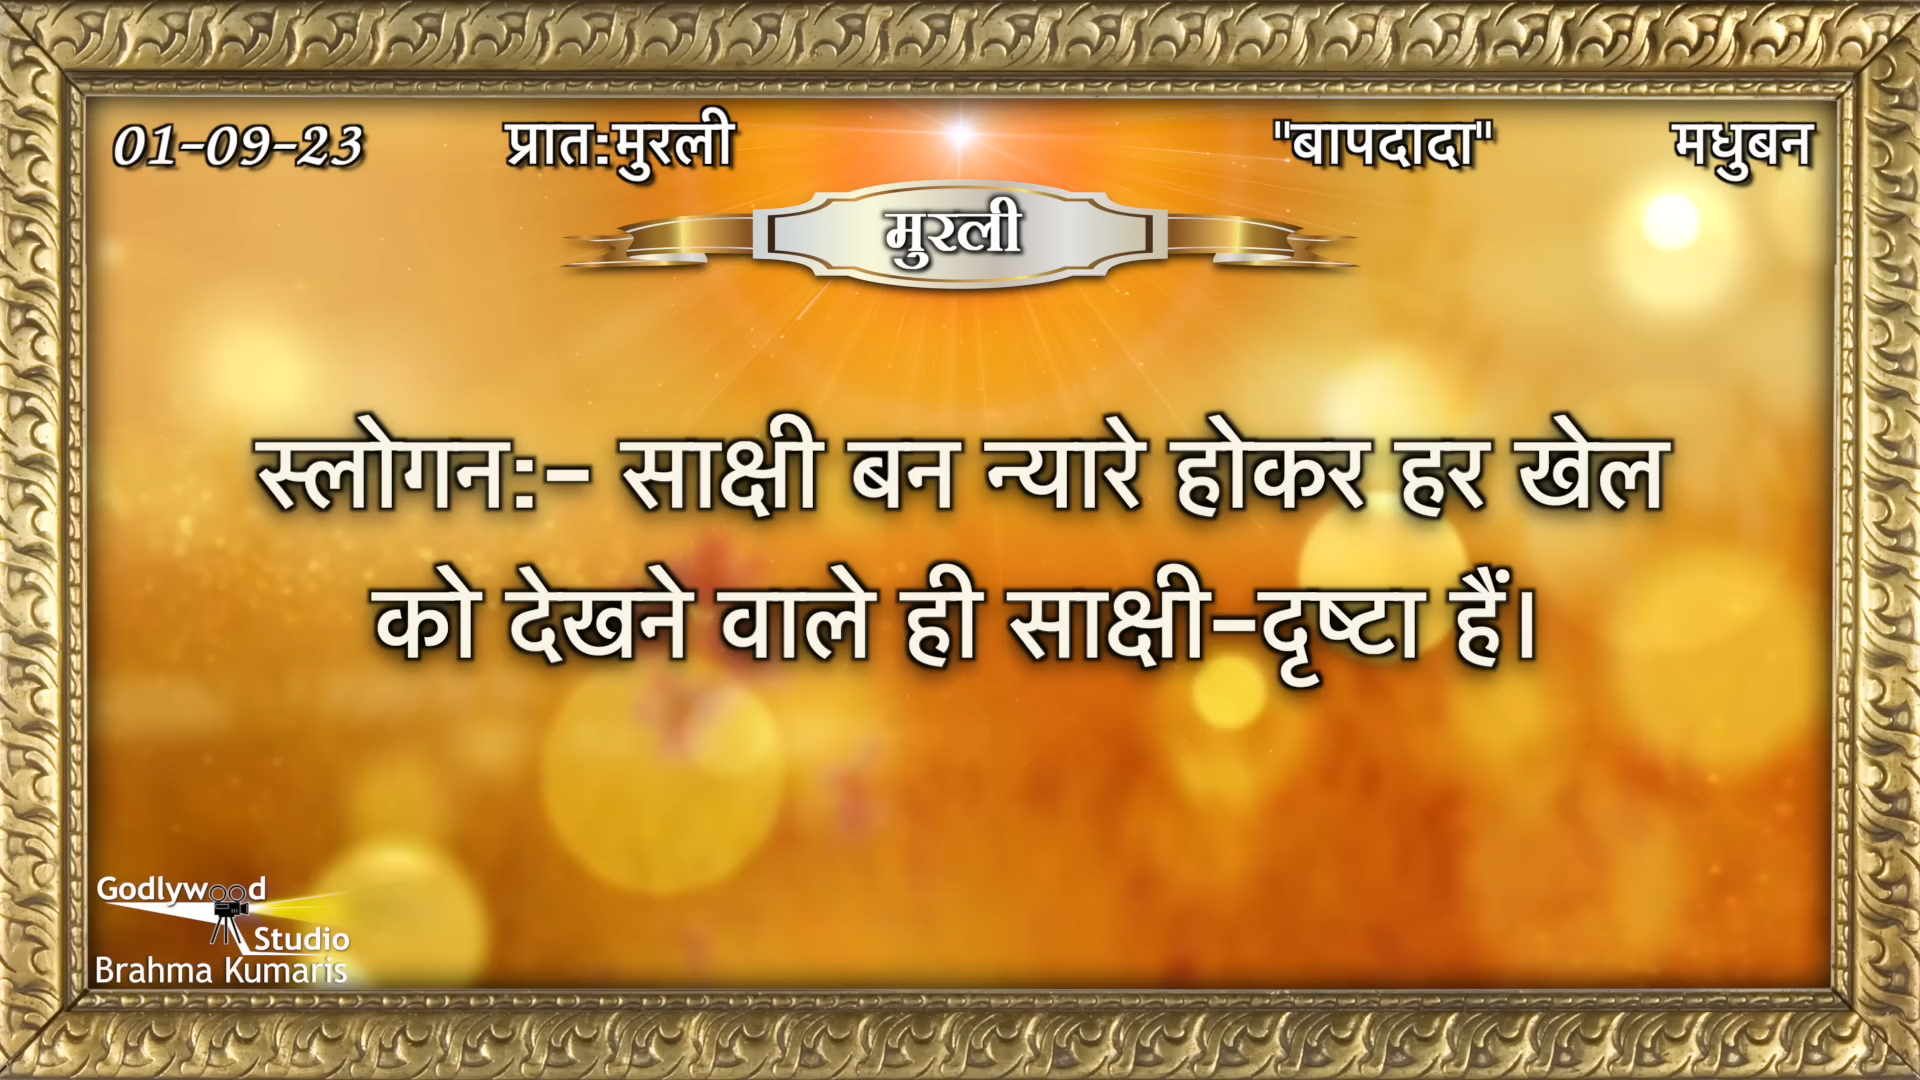 01-09-23 प्रात:मुरली "बापदादा" मधुबन
मुरली
स्लोगन:- साक्षी बन न्यारे होकर हर खेल
को देखने वाले ही साक्षी-दृष्टा हैं।
Godlywood
Studio
Brahma Kumaris